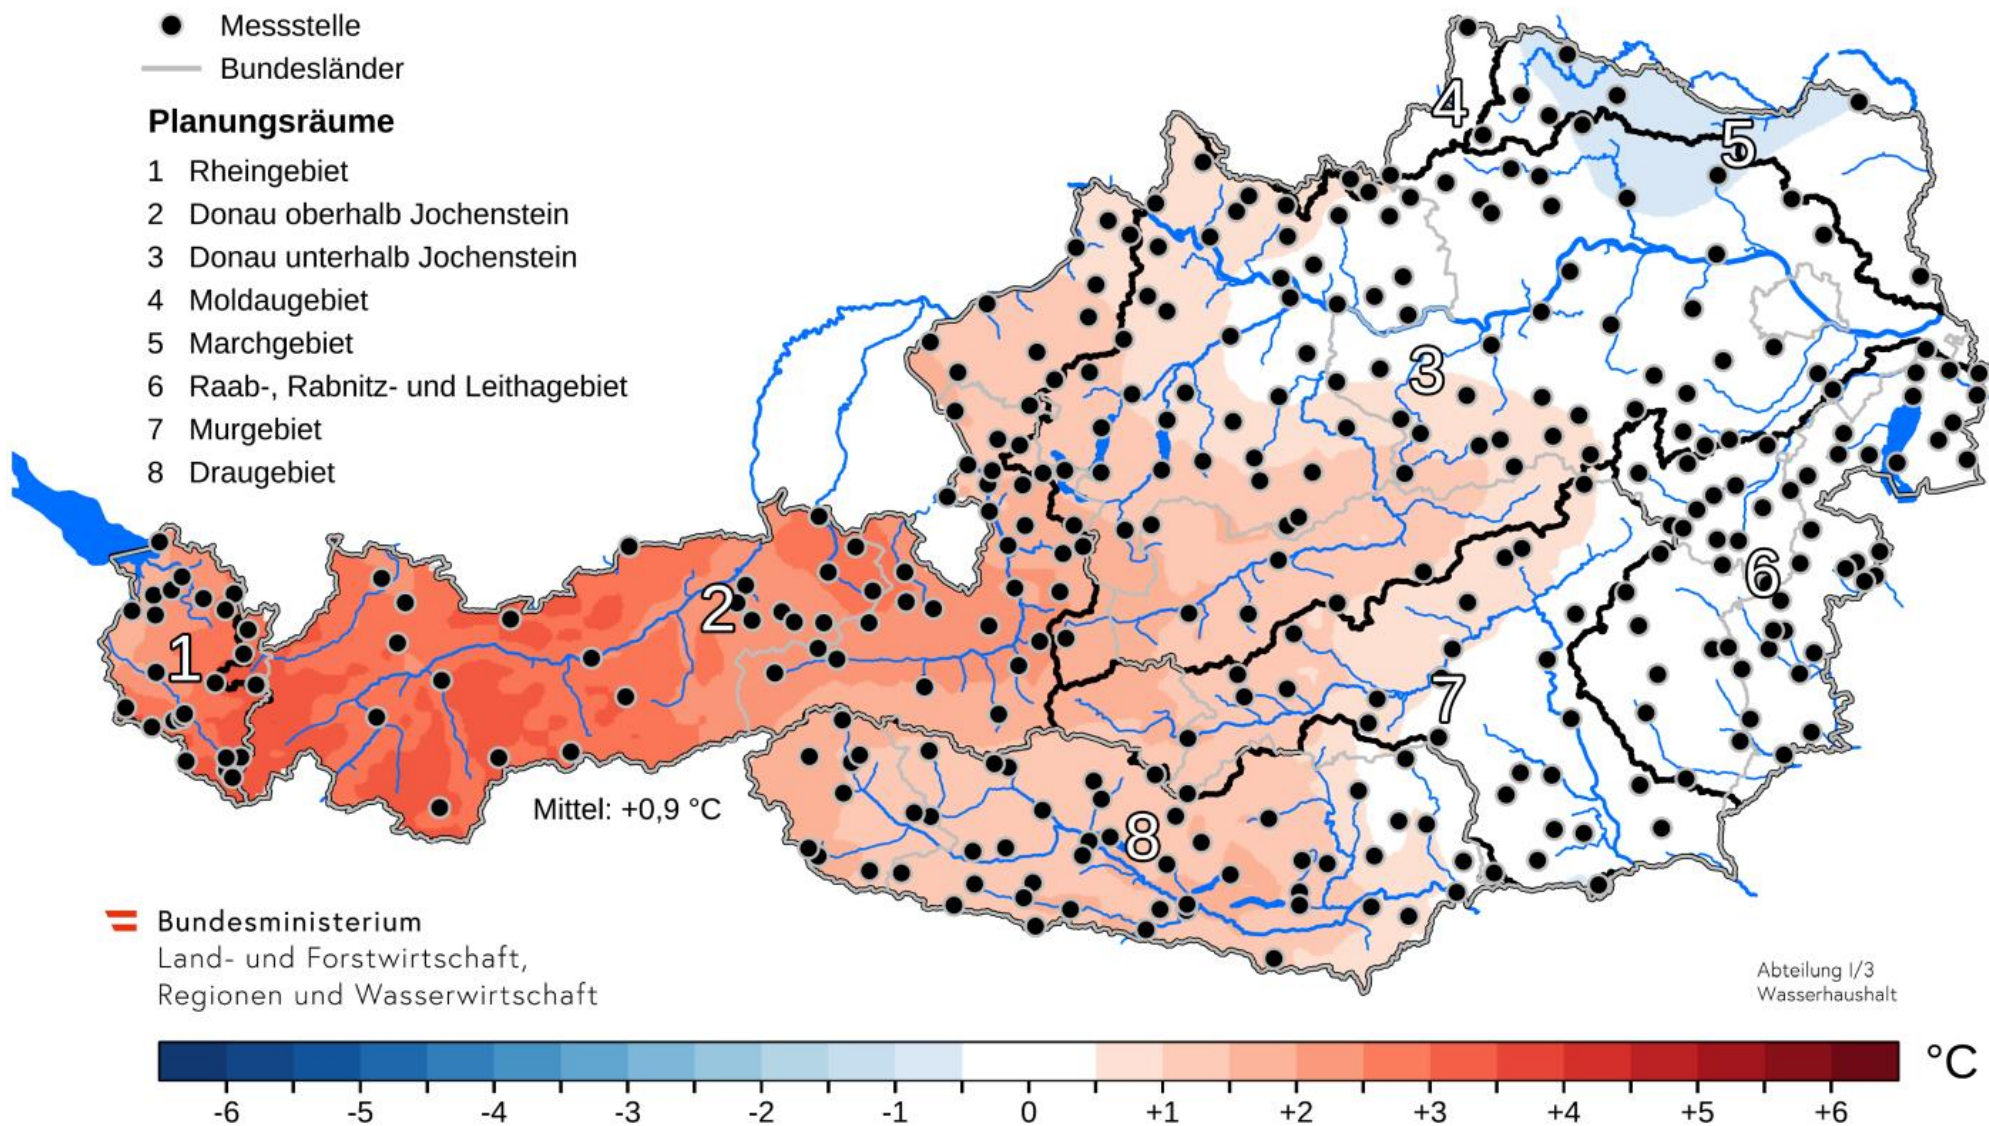 Messstelle
Bundesländer
Planungsräume
1 Rheingebiet
2 Donau oberhalb Jochenstein
3 Donau unterhalb Jochenstein
4 Moldaugebiet
5 Marchgebiet
6 Raab-, Rabnitz- und Leithagebiet
7 Murgebiet
8 Draugebiet
4
5
3
6
2
1
7
8
Mittel: +0,9 °C
Bundesministerium
Land- und Forstwirtschaft,
Regionen und Wasserwirtschaft
Abteilung I/3
Wasserhaushalt
°C
-6 -5 -4 -3 -2 -1 0 +1 +2 +3 +4 +5 +6